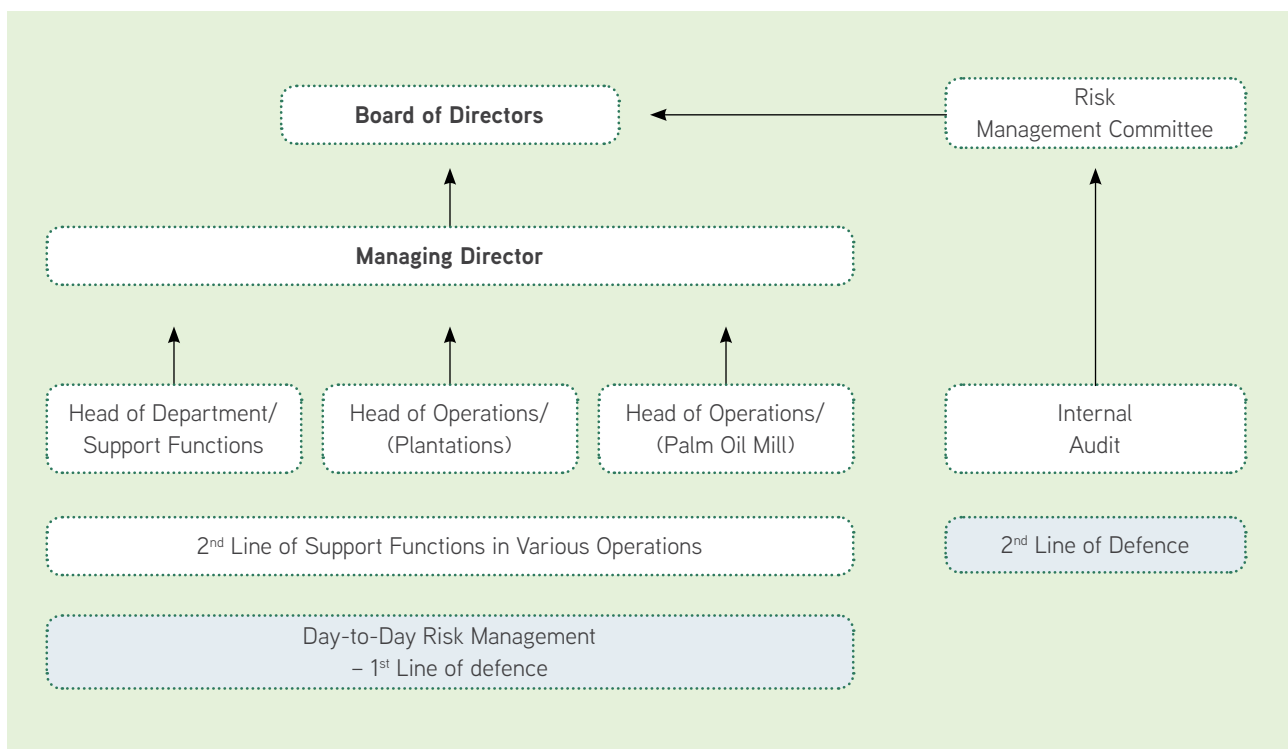 Board of Directors
Risk
Management Committee
Managing Director
Head of Department/
Support Functions
Head of Operations/
(Plantations)
Head of Operations/
(Palm Oil Mill)
Internal
Audit
2nd Line of Support Functions in Various Operations
2nd Line of Defence
Day-to-Day Risk Management
– 1st Line of defence